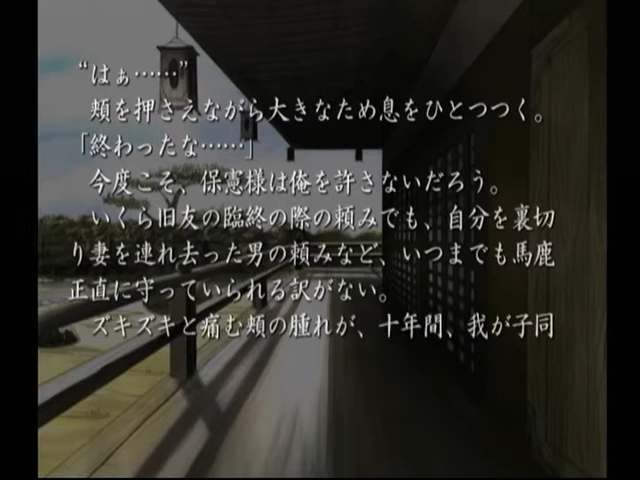 “はぁ……”
頬を押さえながら大きなため息をひとつつく。
「終わったな……」
今度こそ、保憲様は俺を許さないだろう。
いくら旧友の臨終の際の頼みでも、自分を裏切
り妻を連れ去った男の頼みなど、いつまでも馬鹿
正直に守っていられる訳がない。
ズキズキと痛む頬の腫れが、十年間、我が子同